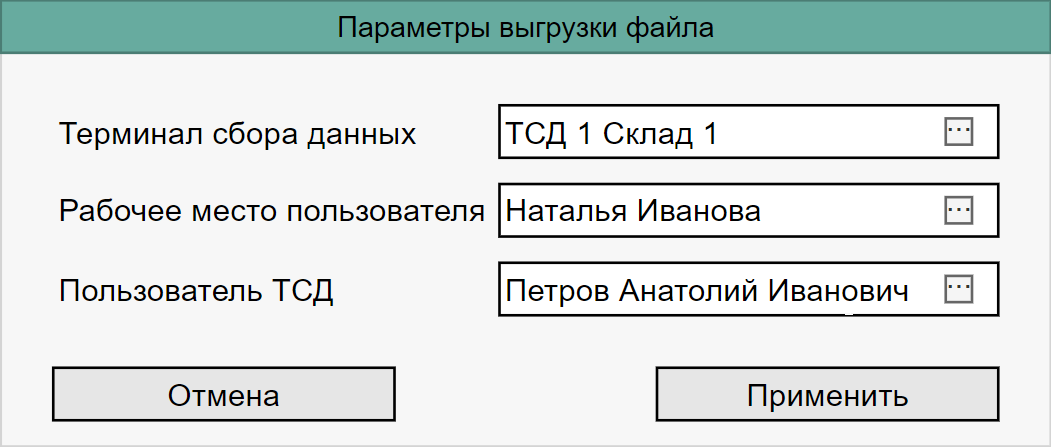 Параметры выгрузки файла
Терминал сбора данных ТСД 1 Склад 1 ...
Рабочее место пользователя Наталья Иванова ...
Пользователь ТСД Петров Анатолий Иванович ...
Отмена Применить